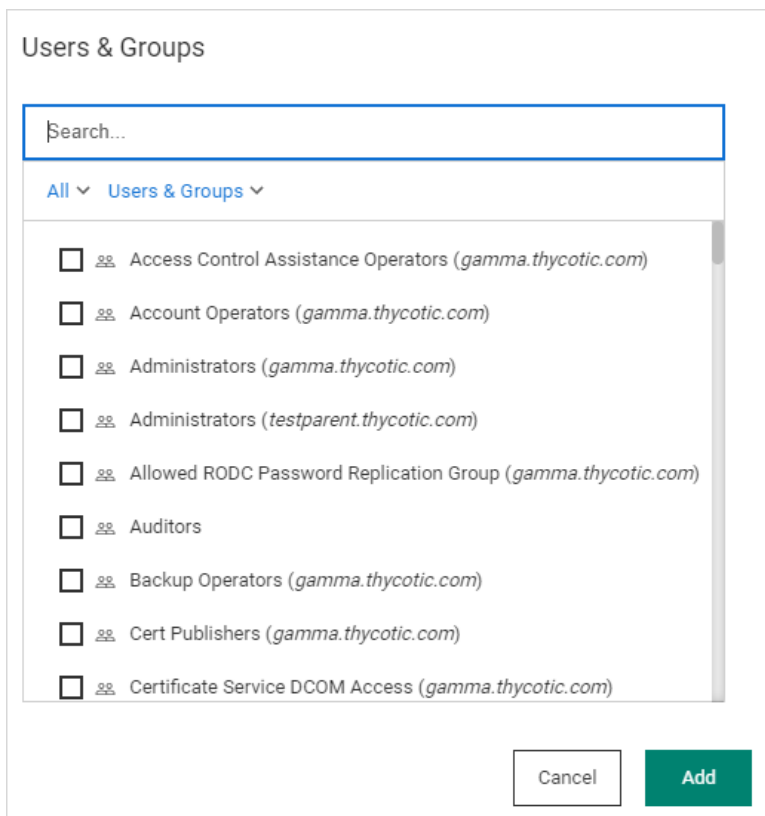 Users & Groups
Search...
All Users & Groups
Access Control Assistance Operators (gamma.thycotic.com)
Account Operators (gamma.thycotic.com)
Administrators (gamma.thycotic.com)
Administrators (testparent.thycotic.com)
Allowed RODC Password Replication Group (gamma.thycotic.com)
Auditors
Backup Operators (gamma.thycotic.com)
Cert Publishers (gamma.thycotic.com)
Certificate Service DCOM Access (gamma.thycotic.com)
Cancel Add